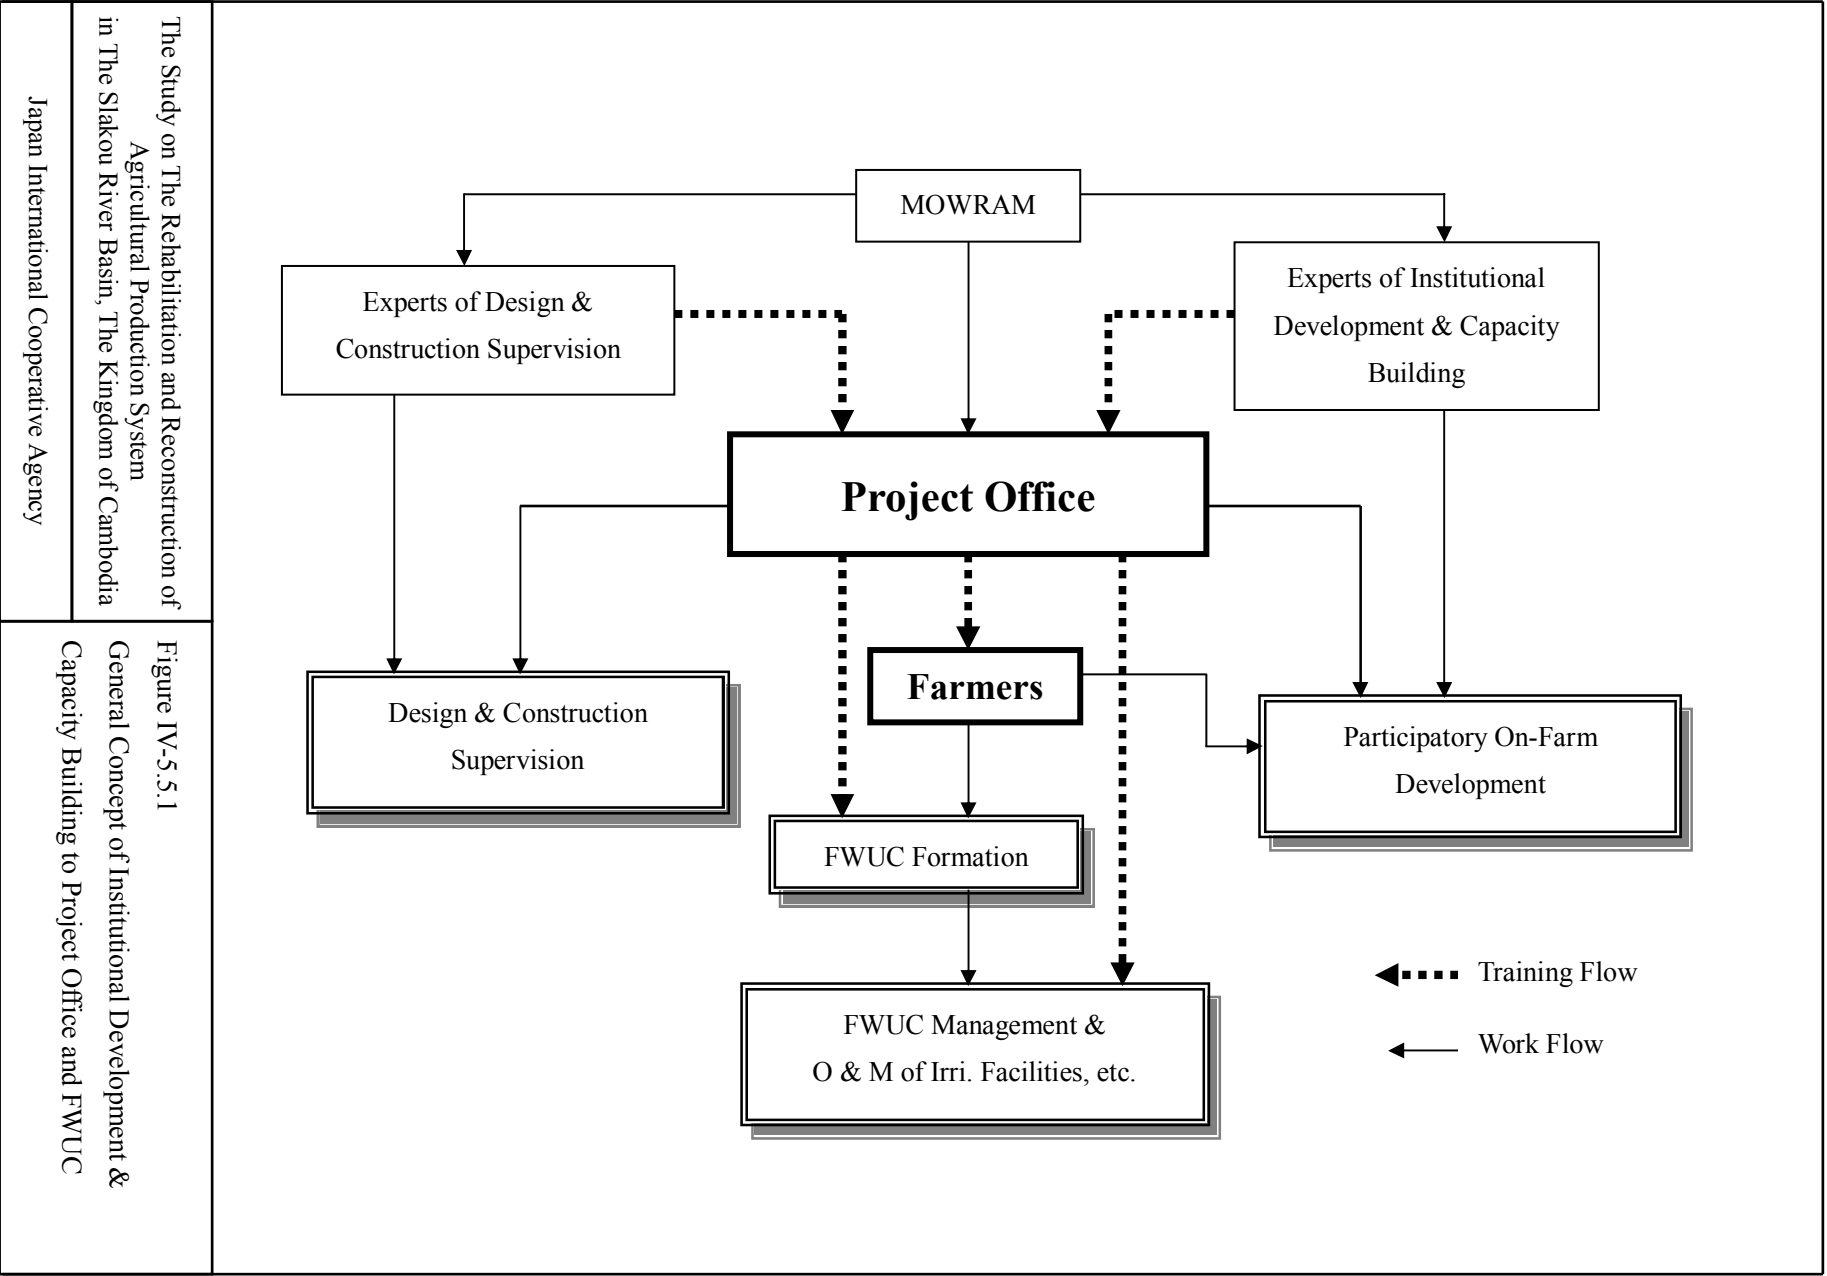 The Study on The Rehabilitation and Reconstruction of
Agricultural Production System
in The Slakou River Basin, The Kingdom of Cambodia
Japan International Cooperative Agency
Figure IV-5.5.1
General Concept of Institutional Development &
Capacity Building to Project Office and FWUC
MOWRAM
Experts of Design &
Construction Supervision
Experts of Institutional
Development & Capacity
Building
Project Office
Farmers
Design & Construction
Supervision
Participatory On-Farm
Development
FWUC Formation
FWUC Management &
O & M of Irri. Facilities, etc.
Training Flow
Work Flow